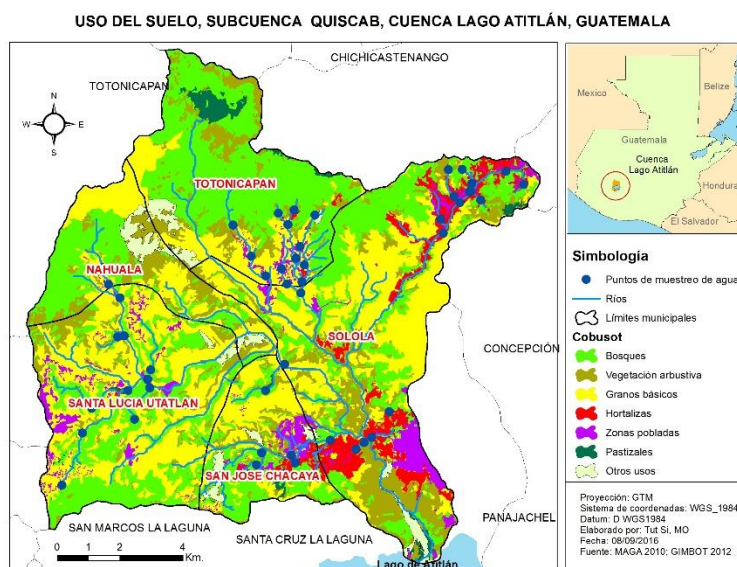 USO DEL SUELO, SUBCUENCA QUISCAB, CUENCA LAGO ATITLÁN, GUATEMALA
CHICHICASTENANGO
TOTONICAPAN
N
W
E
S
TOTONICAPAN
NAHUALA
SOLOLA
CONCEPCIÓN
SANTA LUCIA UTATLAN
SAN JOSE CHACAYA
PANAJACHEL
SAN MARCOS LA LAGUNA
SANTA CRUZ LA LAGUNA
0 1 2 4
Km.
Lago de Atitlán
Mexico
Belize
Guatemala
Cuenca
Lago Atitlán
Hondura
El Salvador
Simbología
Puntos de muestreo de agua
Ríos
Límites municipales
Cobusot
Bosques
Vegetación arbustiva
Granos básicos
Hortalizas
Zonas pobladas
Pastizales
Otros usos
Proyección: GTM
Sistema de coordenadas: WGS_1984
Datum: D WGS1984
Elaborado por: Tut Si, MO
Fecha: 08/09/2016
Fuente: MAGA 2010; GIMBOT 2012